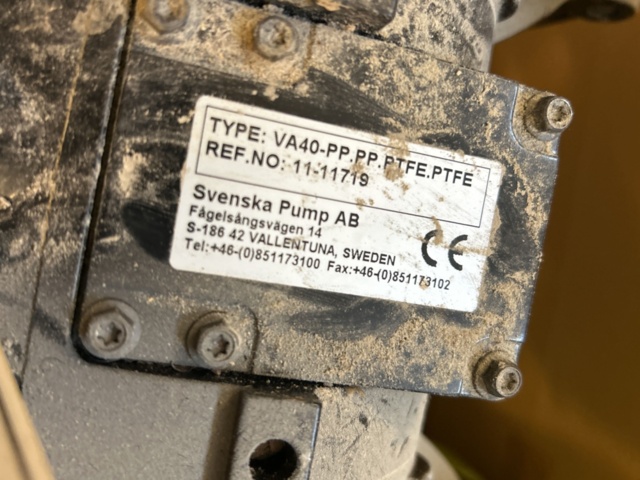 TYPE: VA40-PP.PP.PTFE.PTFE
REF.NO: 11-11719
Svenska Pump AB
Fågelsångsvägen 14
S-186 42 VALLENTUNA, SWEDEN
Tel:+46-(0)851173100 Fax:+46-(0)851173102
CE